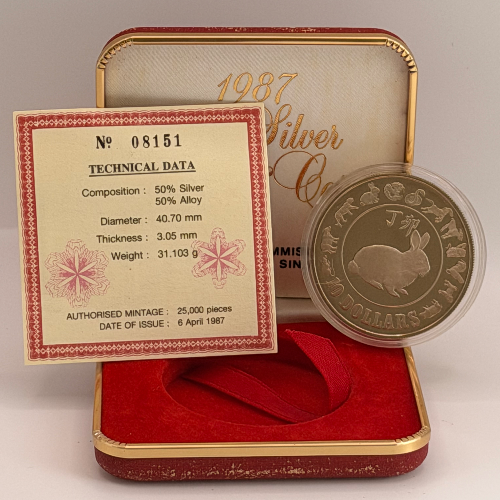 1987
Silver
Nº 08151
TECHNICAL DATA
Composition : 50% Silver
50% Alloy
Diameter : 40.70 mm
Thickness : 3.05 mm
Weight : 31.103 g
AUTHORISED MINTAGE : 25,000 pieces
DATE OF ISSUE : 6 April 1987
丁卯
10 DOLLARS